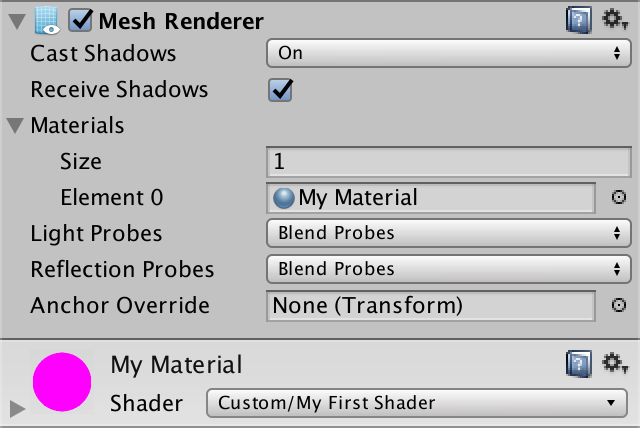 Mesh Renderer
Cast Shadows On
Receive Shadows
Materials
Size 1
Element 0 My Material
Light Probes Blend Probes
Reflection Probes Blend Probes
Anchor Override None (Transform)
My Material
Shader Custom/My First Shader